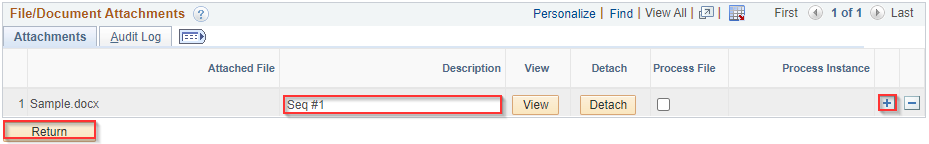 File/Document Attachments ? Personalize | Find | View All | First 1 of 1 Last
Attachments Audit Log
Attached File Description View Detach Process File Process Instance
1 Sample.docx Seq #1 View Detach + −
Return